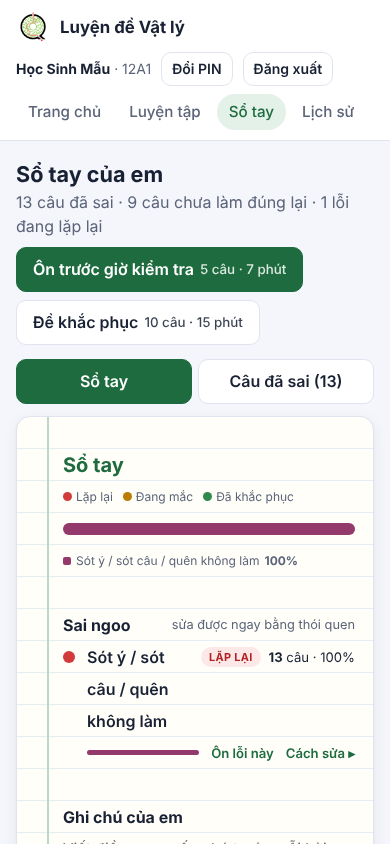 Luyện đề Vật lý
Học Sinh Mẫu · 12A1 Đổi PIN Đăng xuất
Trang chủ Luyện tập Sổ tay Lịch sử
Sổ tay của em
13 câu đã sai · 9 câu chưa làm đúng lại · 1 lỗi
đang lặp lại
Ôn trước giờ kiểm tra 5 câu · 7 phút
Đề khắc phục 10 câu · 15 phút
Sổ tay Câu đã sai (13)
Sổ tay
Lặp lại Đang mắc Đã khắc phục
Sót ý / sót câu / quên không làm 100%
Sai ngoo sửa được ngay bằng thói quen
Sót ý / sót LẶP LẠI 13 câu · 100%
câu / quên
không làm
Ôn lỗi này Cách sửa ▸
Ghi chú của em